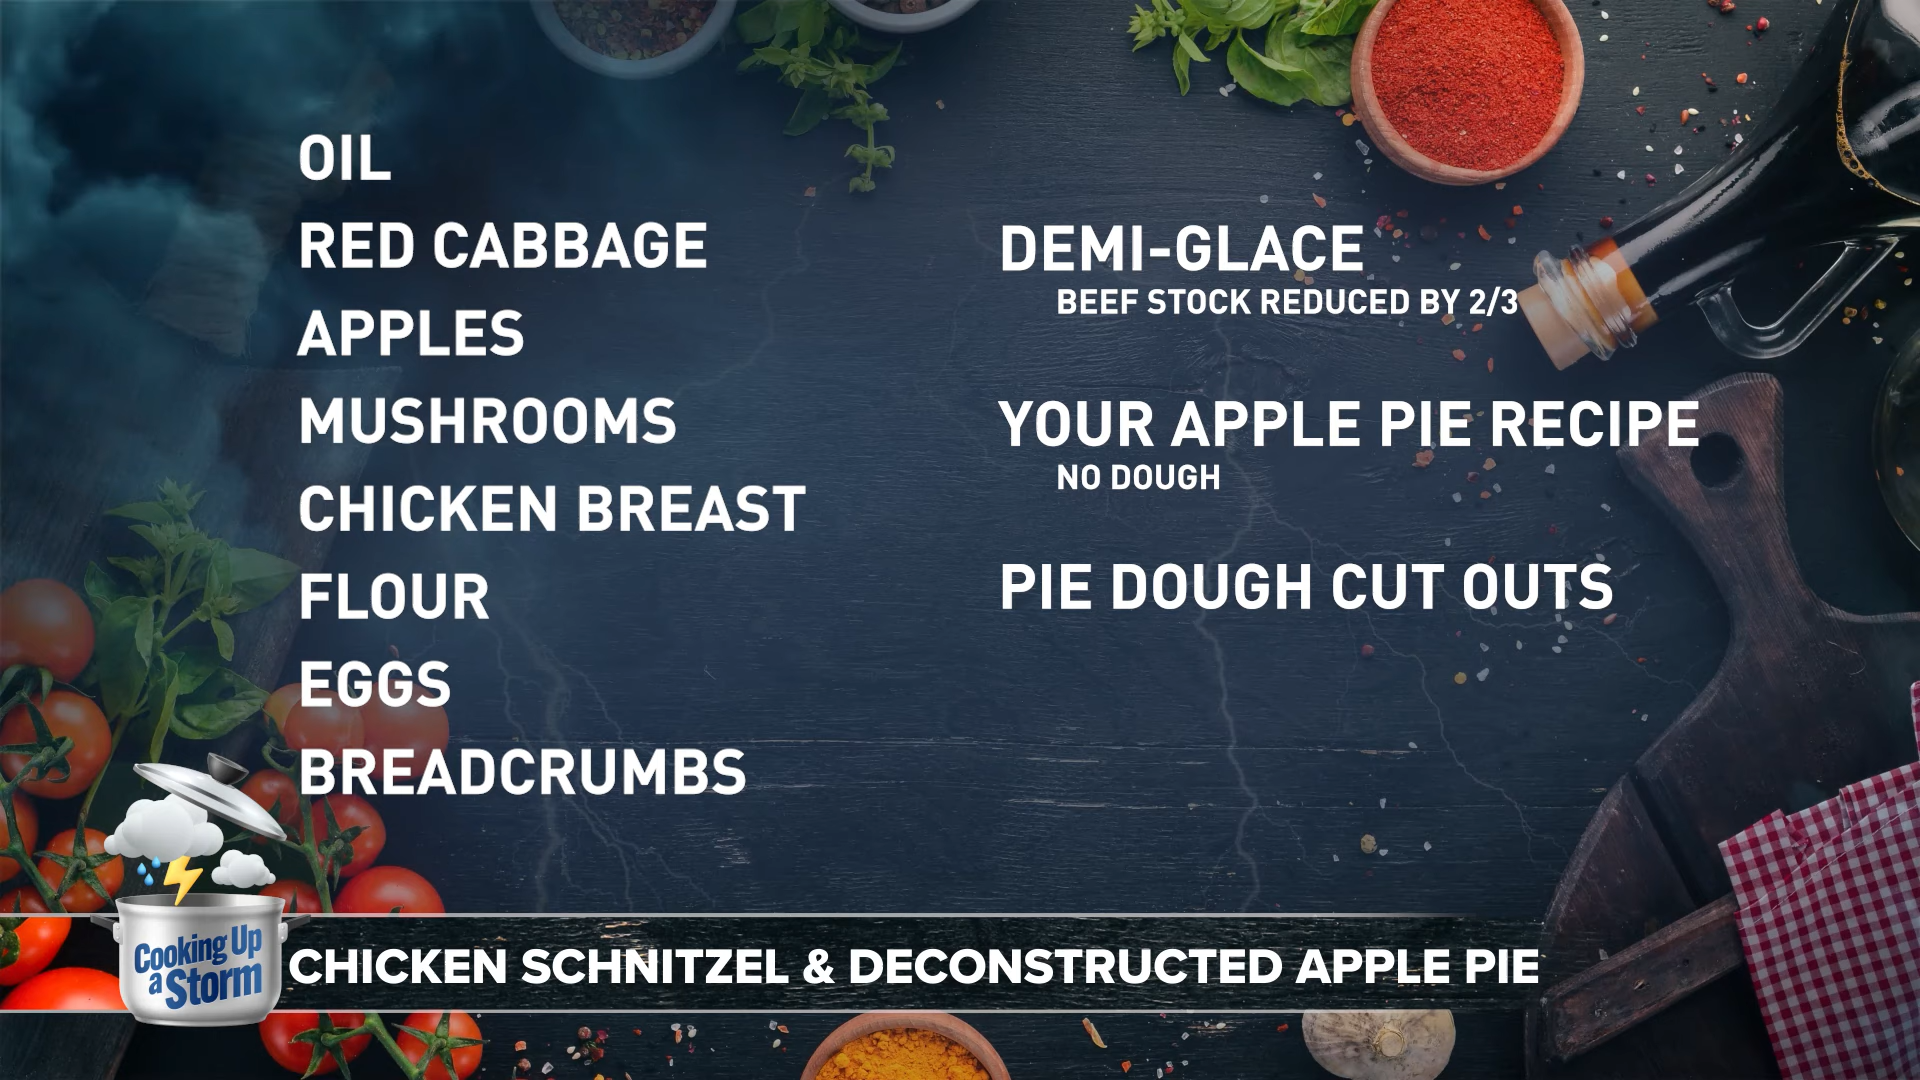 OIL
RED CABBAGE
APPLES
MUSHROOMS
CHICKEN BREAST
FLOUR
EGGS
BREADCRUMBS
DEMI-GLACE
BEEF STOCK REDUCED BY 2/3
YOUR APPLE PIE RECIPE
NO DOUGH
PIE DOUGH CUT OUTS
Cooking Up
a Storm
CHICKEN SCHNITZEL & DECONSTRUCTED APPLE PIE